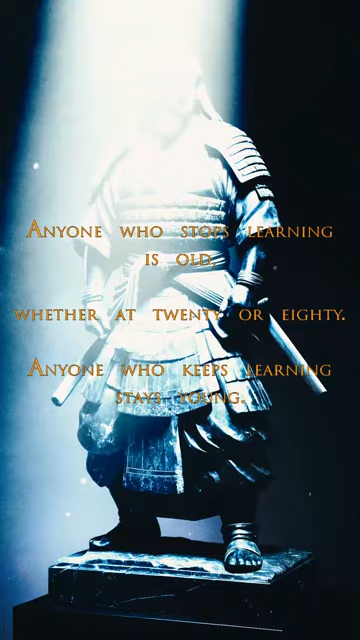 Anyone who stops learning
is old,
whether at twenty or eighty.
Anyone who keeps learning
stays young.